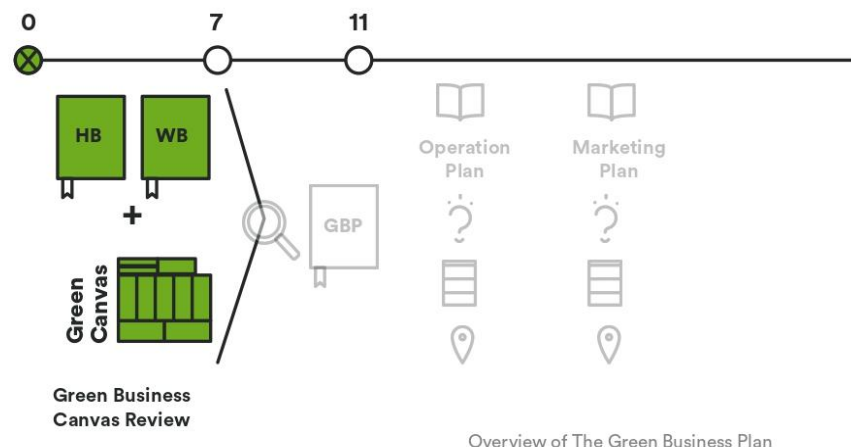 0 7 11
HB WB
+
Green
Canvas
Green Business
Canvas Review
GBP
Operation
Plan
Marketing
Plan
Overview of The Green Business Plan